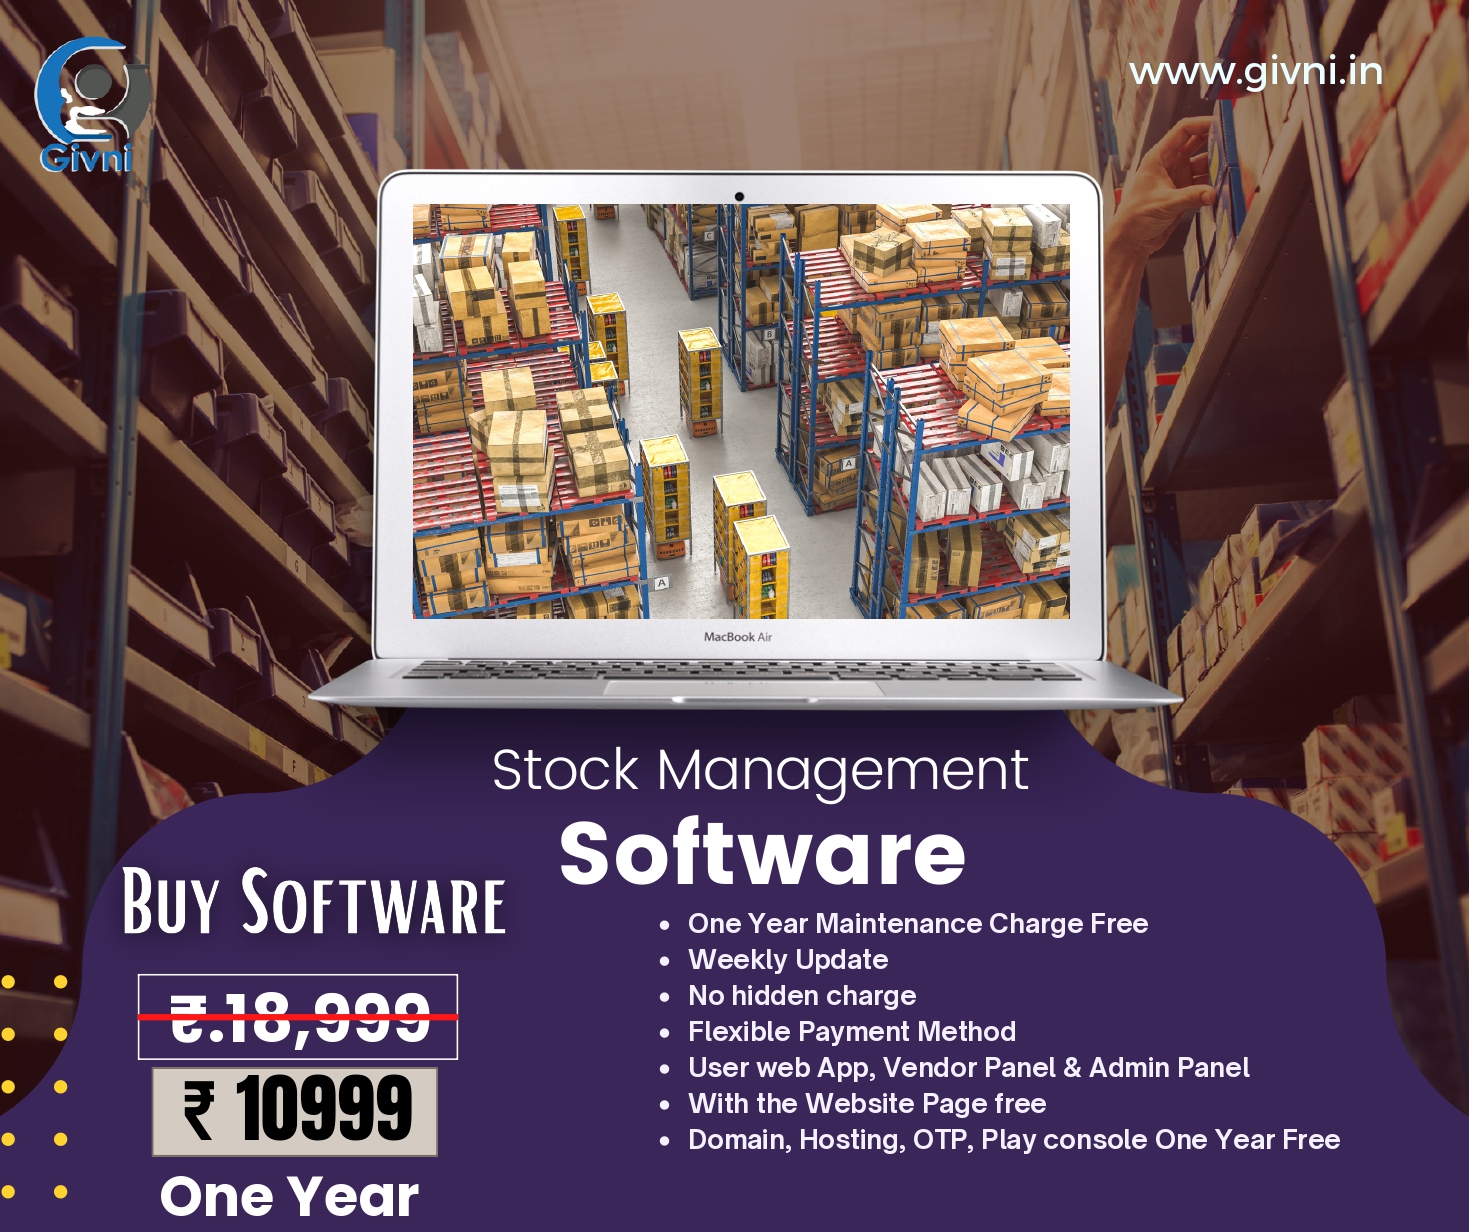 Givni
www.givni.in
C
B
A
A
MacBook Air
G
F
Stock Management
Software
Buy Software
₹.18,999
₹ 10999
One Year
One Year Maintenance Charge Free
Weekly Update
No hidden charge
Flexible Payment Method
User web App, Vendor Panel & Admin Panel
With the Website Page free
Domain, Hosting, OTP, Play console One Year Free